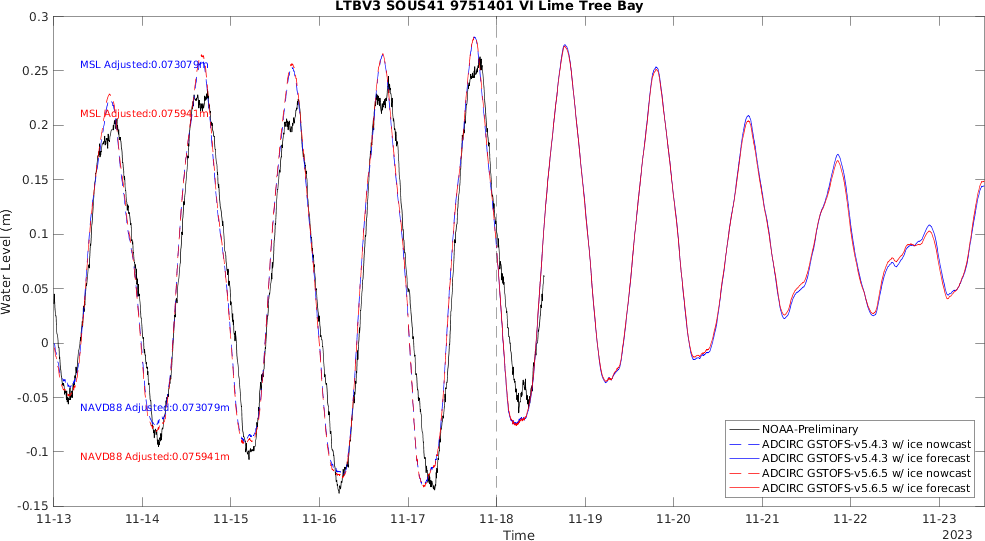 LTBV3 SOUS41 9751401 VI Lime Tree Bay
0.3
0.25
0.2
0.15
0.1
0.05
0
-0.05
-0.1
-0.15
Water Level (m)
MSL Adjusted:0.073079m
MSL Adjusted:0.075941m
NAVD88 Adjusted:0.073079m
NAVD88 Adjusted:0.075941m
NOAA-Preliminary
ADCIRC GSTOFS-v5.4.3 w/ ice nowcast
ADCIRC GSTOFS-v5.4.3 w/ ice forecast
ADCIRC GSTOFS-v5.6.5 w/ ice nowcast
ADCIRC GSTOFS-v5.6.5 w/ ice forecast
11-13 11-14 11-15 11-16 11-17 11-18 11-19 11-20 11-21 11-22 11-23
Time
2023